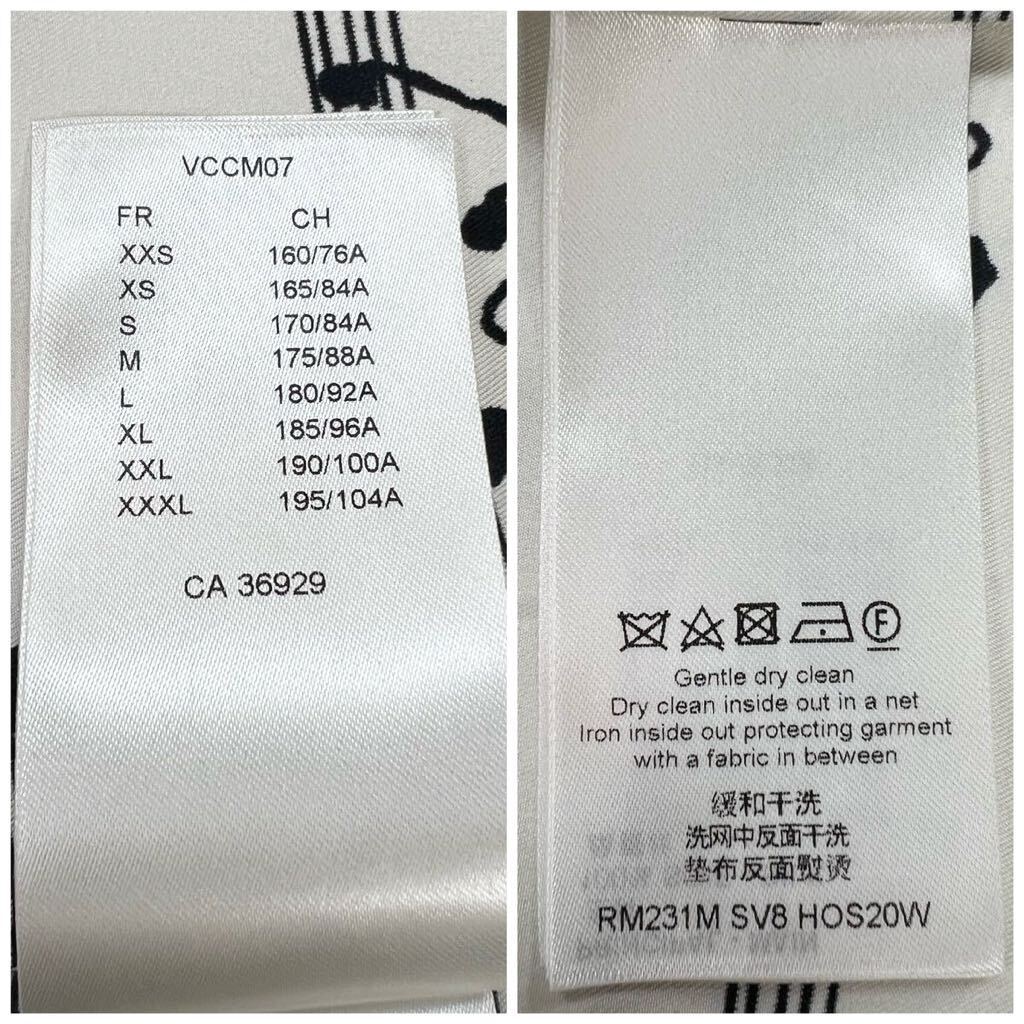 VCCM07
FR CH
XXS 160/76A
XS 165/84A
S 170/84A
M 175/88A
L 180/92A
XL 185/96A
XXL 190/100A
XXXL 195/104A
CA 36929
F
Gentle dry clean
Dry clean inside out in a net
Iron inside out protecting garment
with a fabric in between
缓和干洗
洗网中反面干洗
垫布反面熨烫
RM231M SV8 HOS20W